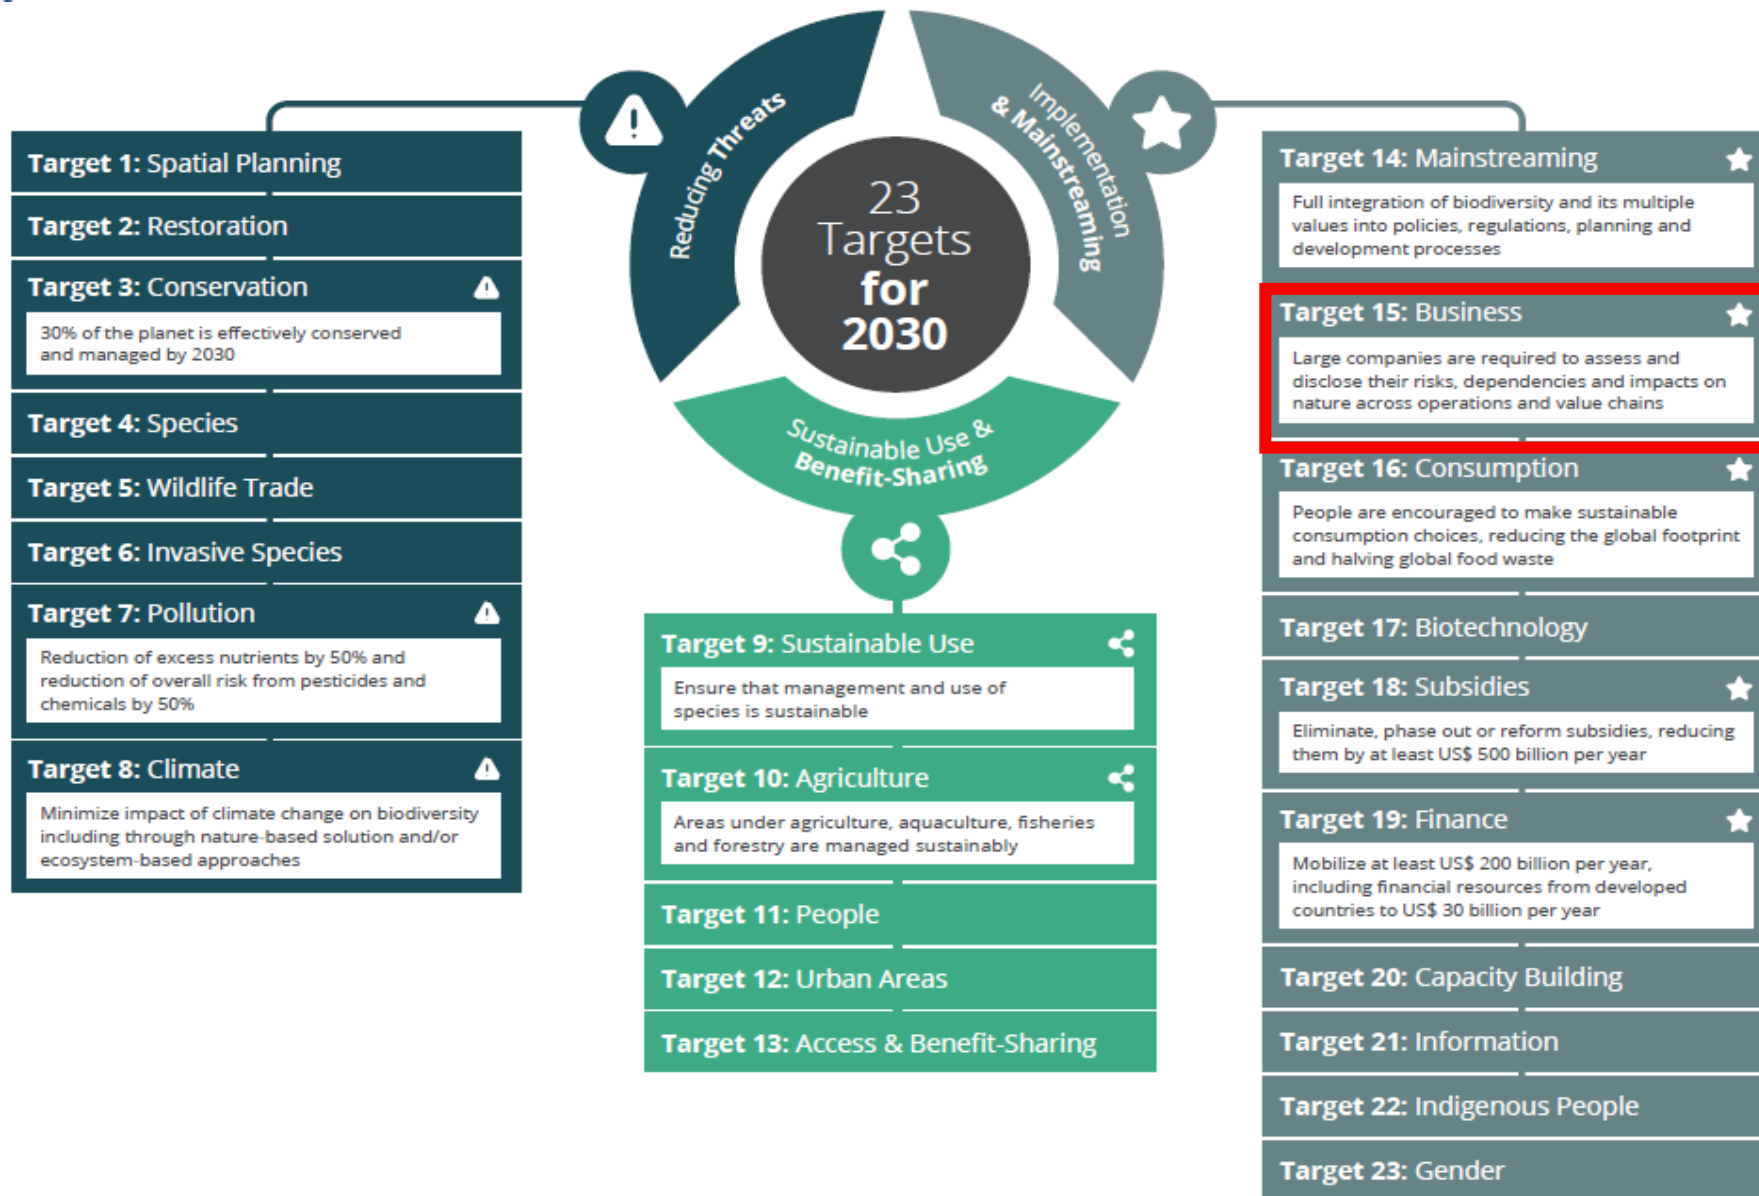 Reducing Threats
Implementation
& Mainstreaming
23
Targets
for
2030
Sustainable Use &
Benefit-Sharing
Target 1: Spatial Planning
Target 2: Restoration
Target 3: Conservation
30% of the planet is effectively conserved
and managed by 2030
Target 4: Species
Target 5: Wildlife Trade
Target 6: Invasive Species
Target 7: Pollution
Reduction of excess nutrients by 50% and
reduction of overall risk from pesticides and
chemicals by 50%
Target 8: Climate
Minimize impact of climate change on biodiversity
including through nature-based solution and/or
ecosystem-based approaches
Target 9: Sustainable Use
Ensure that management and use of
species is sustainable
Target 10: Agriculture
Areas under agriculture, aquaculture, fisheries
and forestry are managed sustainably
Target 11: People
Target 12: Urban Areas
Target 13: Access & Benefit-Sharing
Target 14: Mainstreaming
Full integration of biodiversity and its multiple
values into policies, regulations, planning and
development processes
Target 15: Business
Large companies are required to assess and
disclose their risks, dependencies and impacts on
nature across operations and value chains
Target 16: Consumption
People are encouraged to make sustainable
consumption choices, reducing the global footprint
and halving global food waste
Target 17: Biotechnology
Target 18: Subsidies
Eliminate, phase out or reform subsidies, reducing
them by at least US$ 500 billion per year
Target 19: Finance
Mobilize at least US$ 200 billion per year,
including financial resources from developed
countries to US$ 30 billion per year
Target 20: Capacity Building
Target 21: Information
Target 22: Indigenous People
Target 23: Gender